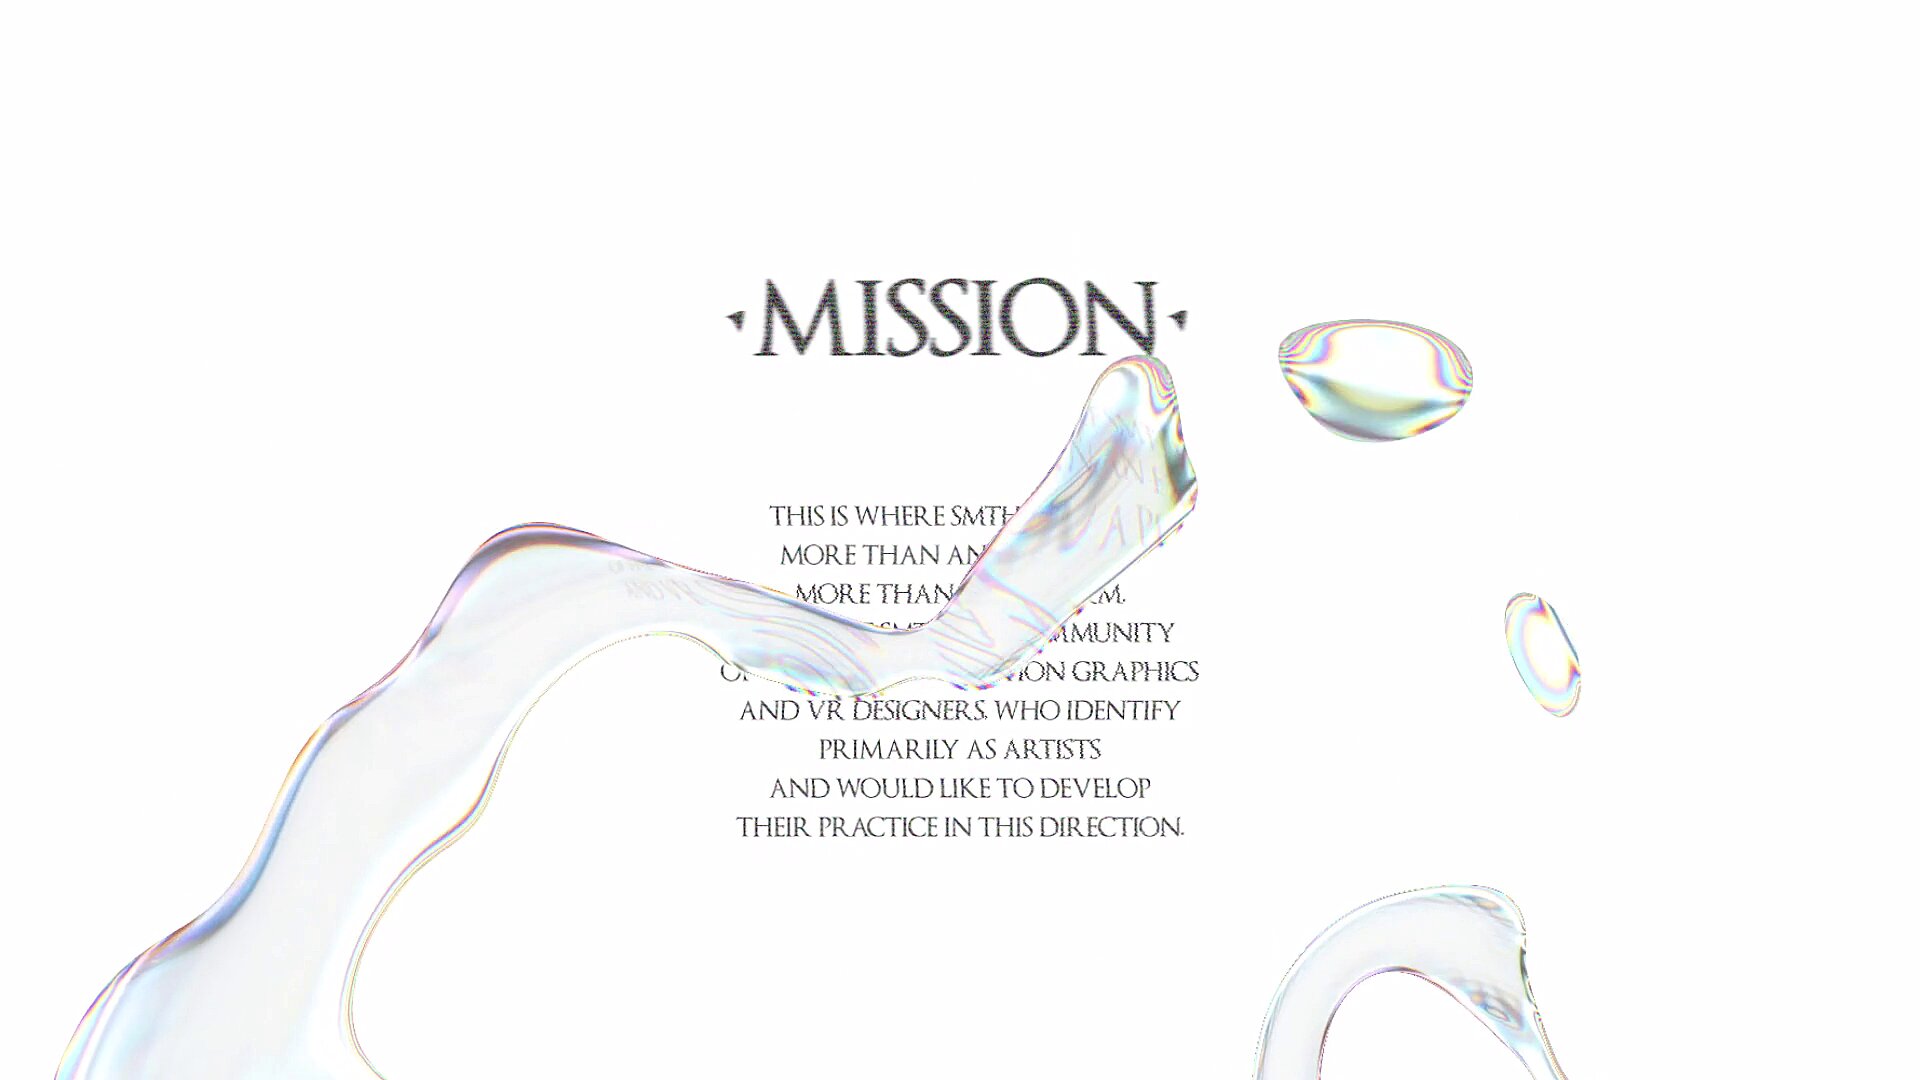 MISSION
THIS IS WHERE SMTH
MORE THAN AN
MORE THAN
MMUNITY
GRAPHICS
AND VR DESIGNERS, WHO IDENTIFY
PRIMARILY AS ARTISTS
AND WOULD LIKE TO DEVELOP
THEIR PRACTICE IN THIS DIRECTION.